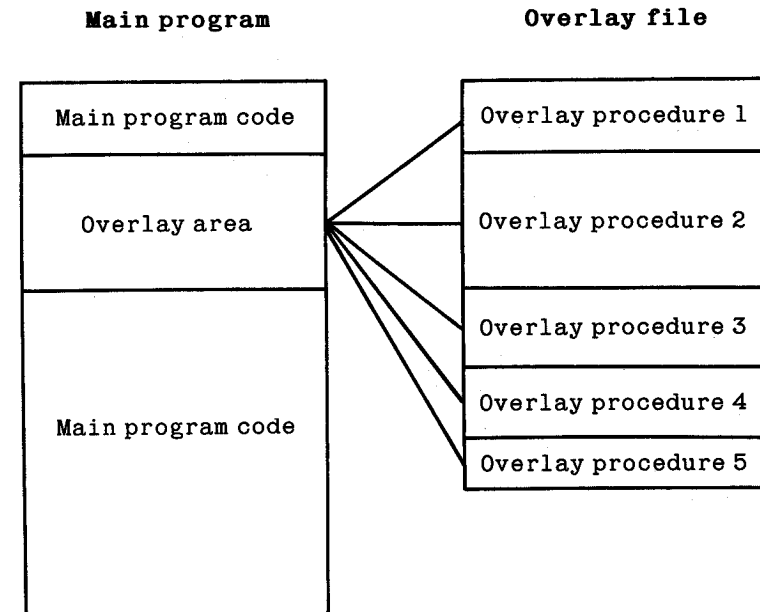 Main program
Overlay file
Main program code
Overlay area
Main program code
Overlay procedure 1
Overlay procedure 2
Overlay procedure 3
Overlay procedure 4
Overlay procedure 5